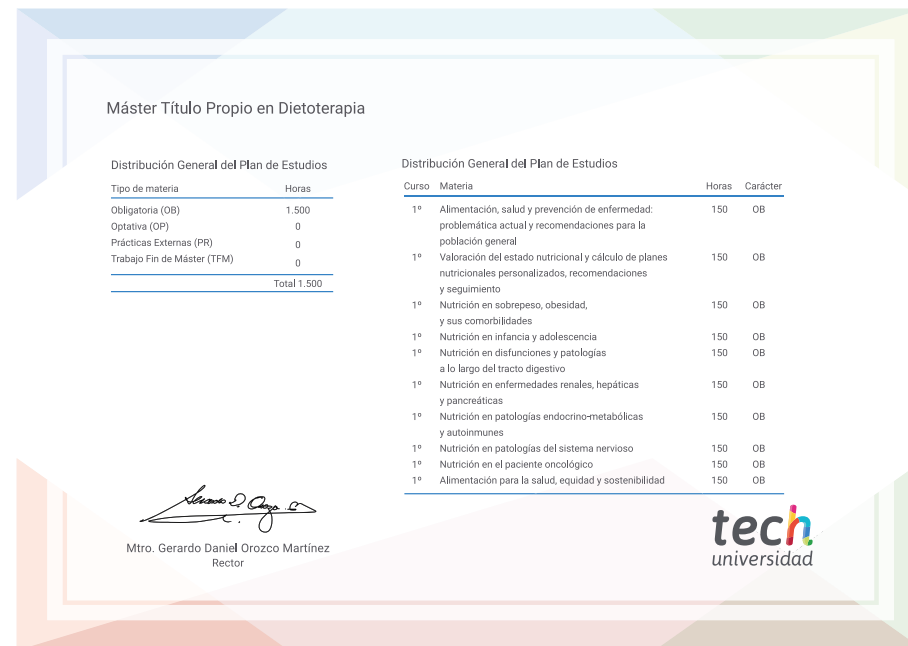 Máster Título Propio en Dietoterapia
Distribución General del Plan de Estudios
Tipo de materia Horas
Obligatoria (OB) 1.500
Optativa (OP) 0
Prácticas Externas (PR) 0
Trabajo Fin de Máster (TFM) 0
Total 1.500
Distribución General del Plan de Estudios
Curso Materia Horas Carácter
1º Alimentación, salud y prevención de enfermedad: 150 OB
problemática actual y recomendaciones para la
población general
1º Valoración del estado nutricional y cálculo de planes 150 OB
nutricionales personalizados, recomendaciones
y seguimiento
1º Nutrición en sobrepeso, obesidad, 150 OB
y sus comorbilidades
1º Nutrición en infancia y adolescencia 150 OB
1º Nutrición en disfunciones y patologías 150 OB
a lo largo del tracto digestivo
1º Nutrición en enfermedades renales, hepáticas 150 OB
y pancreáticas
1º Nutrición en patologías endocrino-metabólicas 150 OB
y autoinmunes
1º Nutrición en patologías del sistema nervioso 150 OB
1º Nutrición en el paciente oncológico 150 OB
1º Alimentación para la salud, equidad y sostenibilidad 150 OB
Mtro. Gerardo Daniel Orozco Martínez
Rector
tech
universidad